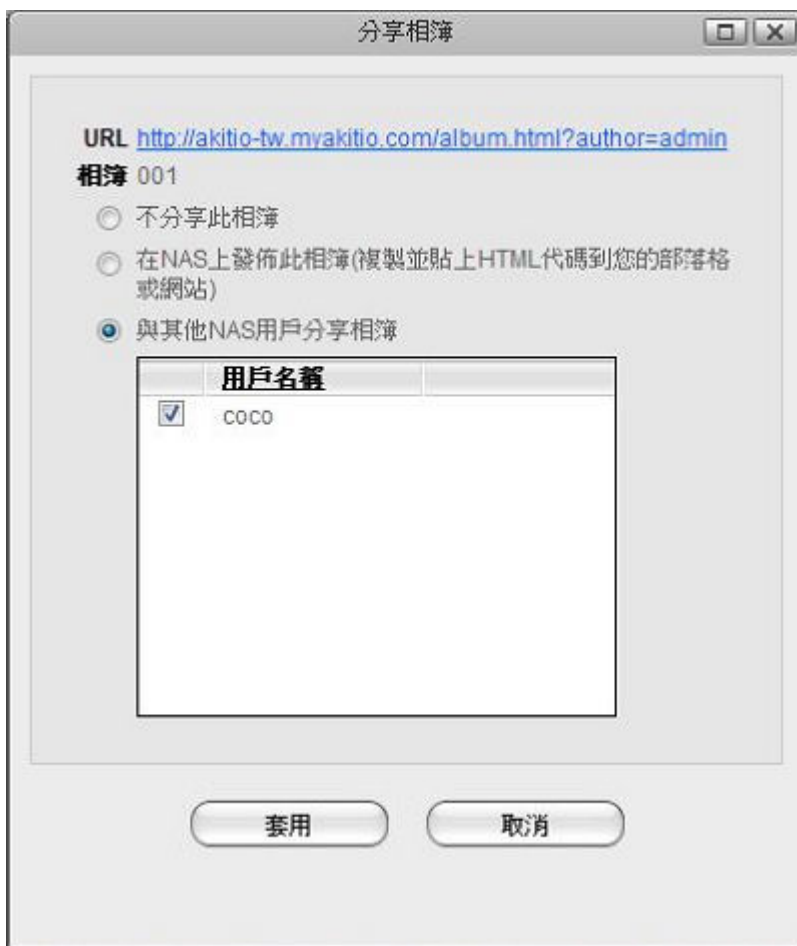 分享相簿
URL http://akitio-tw.myakitio.com/album.html?author=admin
相簿 001
不分享此相簿
在NAS上發佈此相簿(複製並貼上HTML代碼到您的部落格
或網站)
與其他NAS用戶分享相簿
用戶名稱
coco
套用 取消